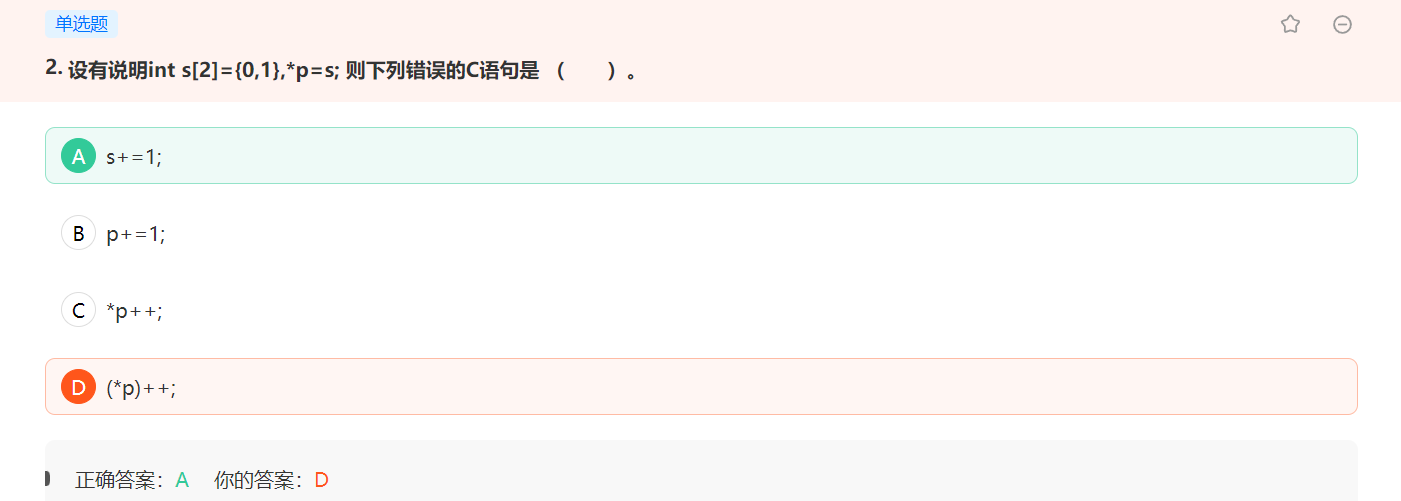 单选题
2. 设有说明int s[2]={0,1},*p=s; 则下列错误的C语句是 （　　）。
A s+=1;
B p+=1;
C *p++;
D (*p)++;
正确答案：A 你的答案：D